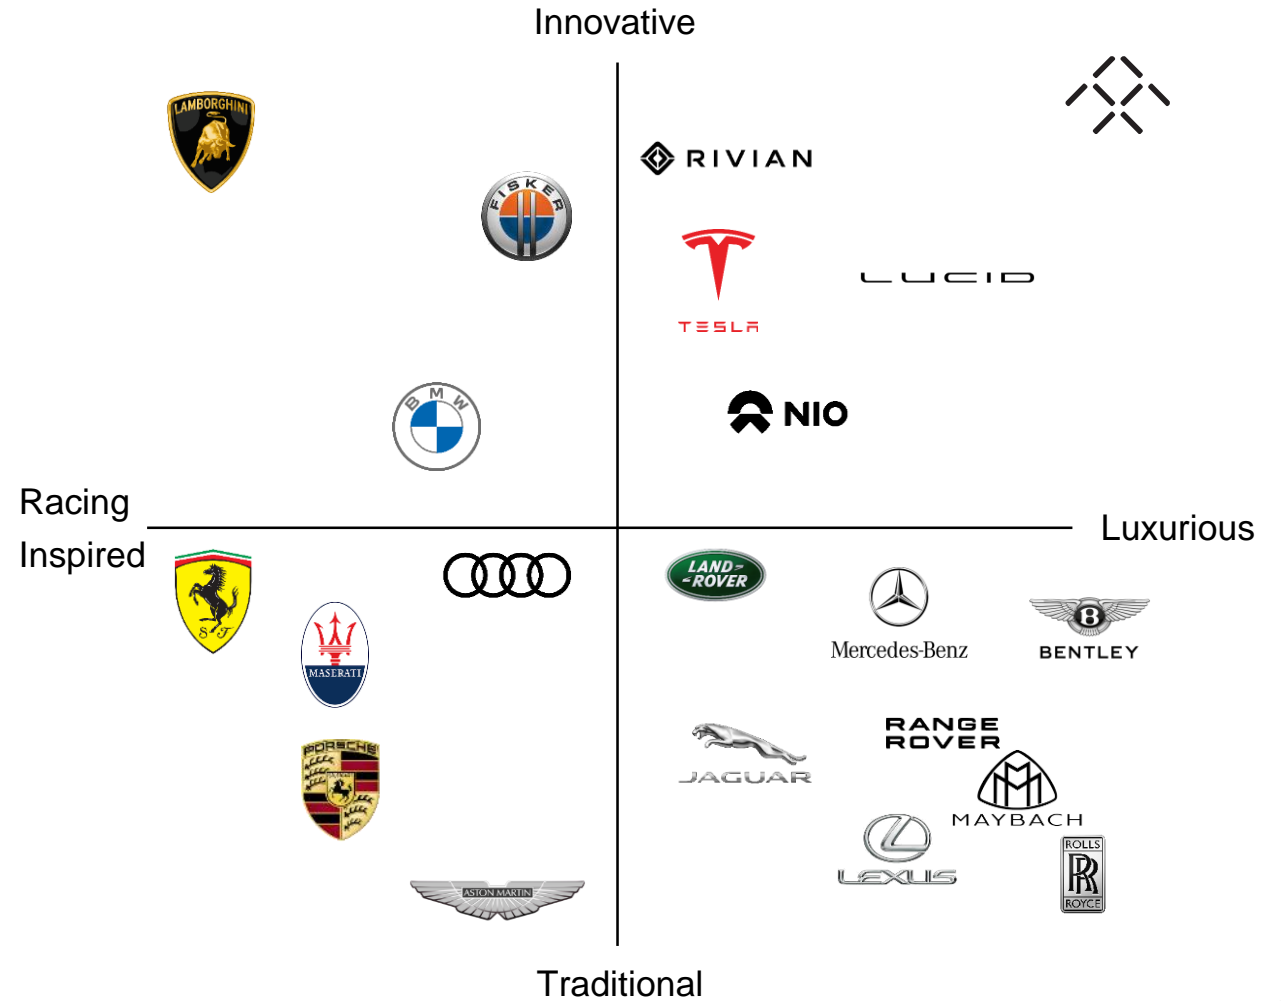 Innovative
LAMBORGHINI
FISKER
RIVIAN
TESLA
LUCID
BMW
NIO
Racing
Inspired
Luxurious
S F
MASERATI
LAND
ROVER
Mercedes-Benz
B
BENTLEY
PORSCHE
JAGUAR
RANGE
ROVER
MAYBACH
LEXUS
ROLLS
RR
ROYCE
ASTON MARTIN
Traditional